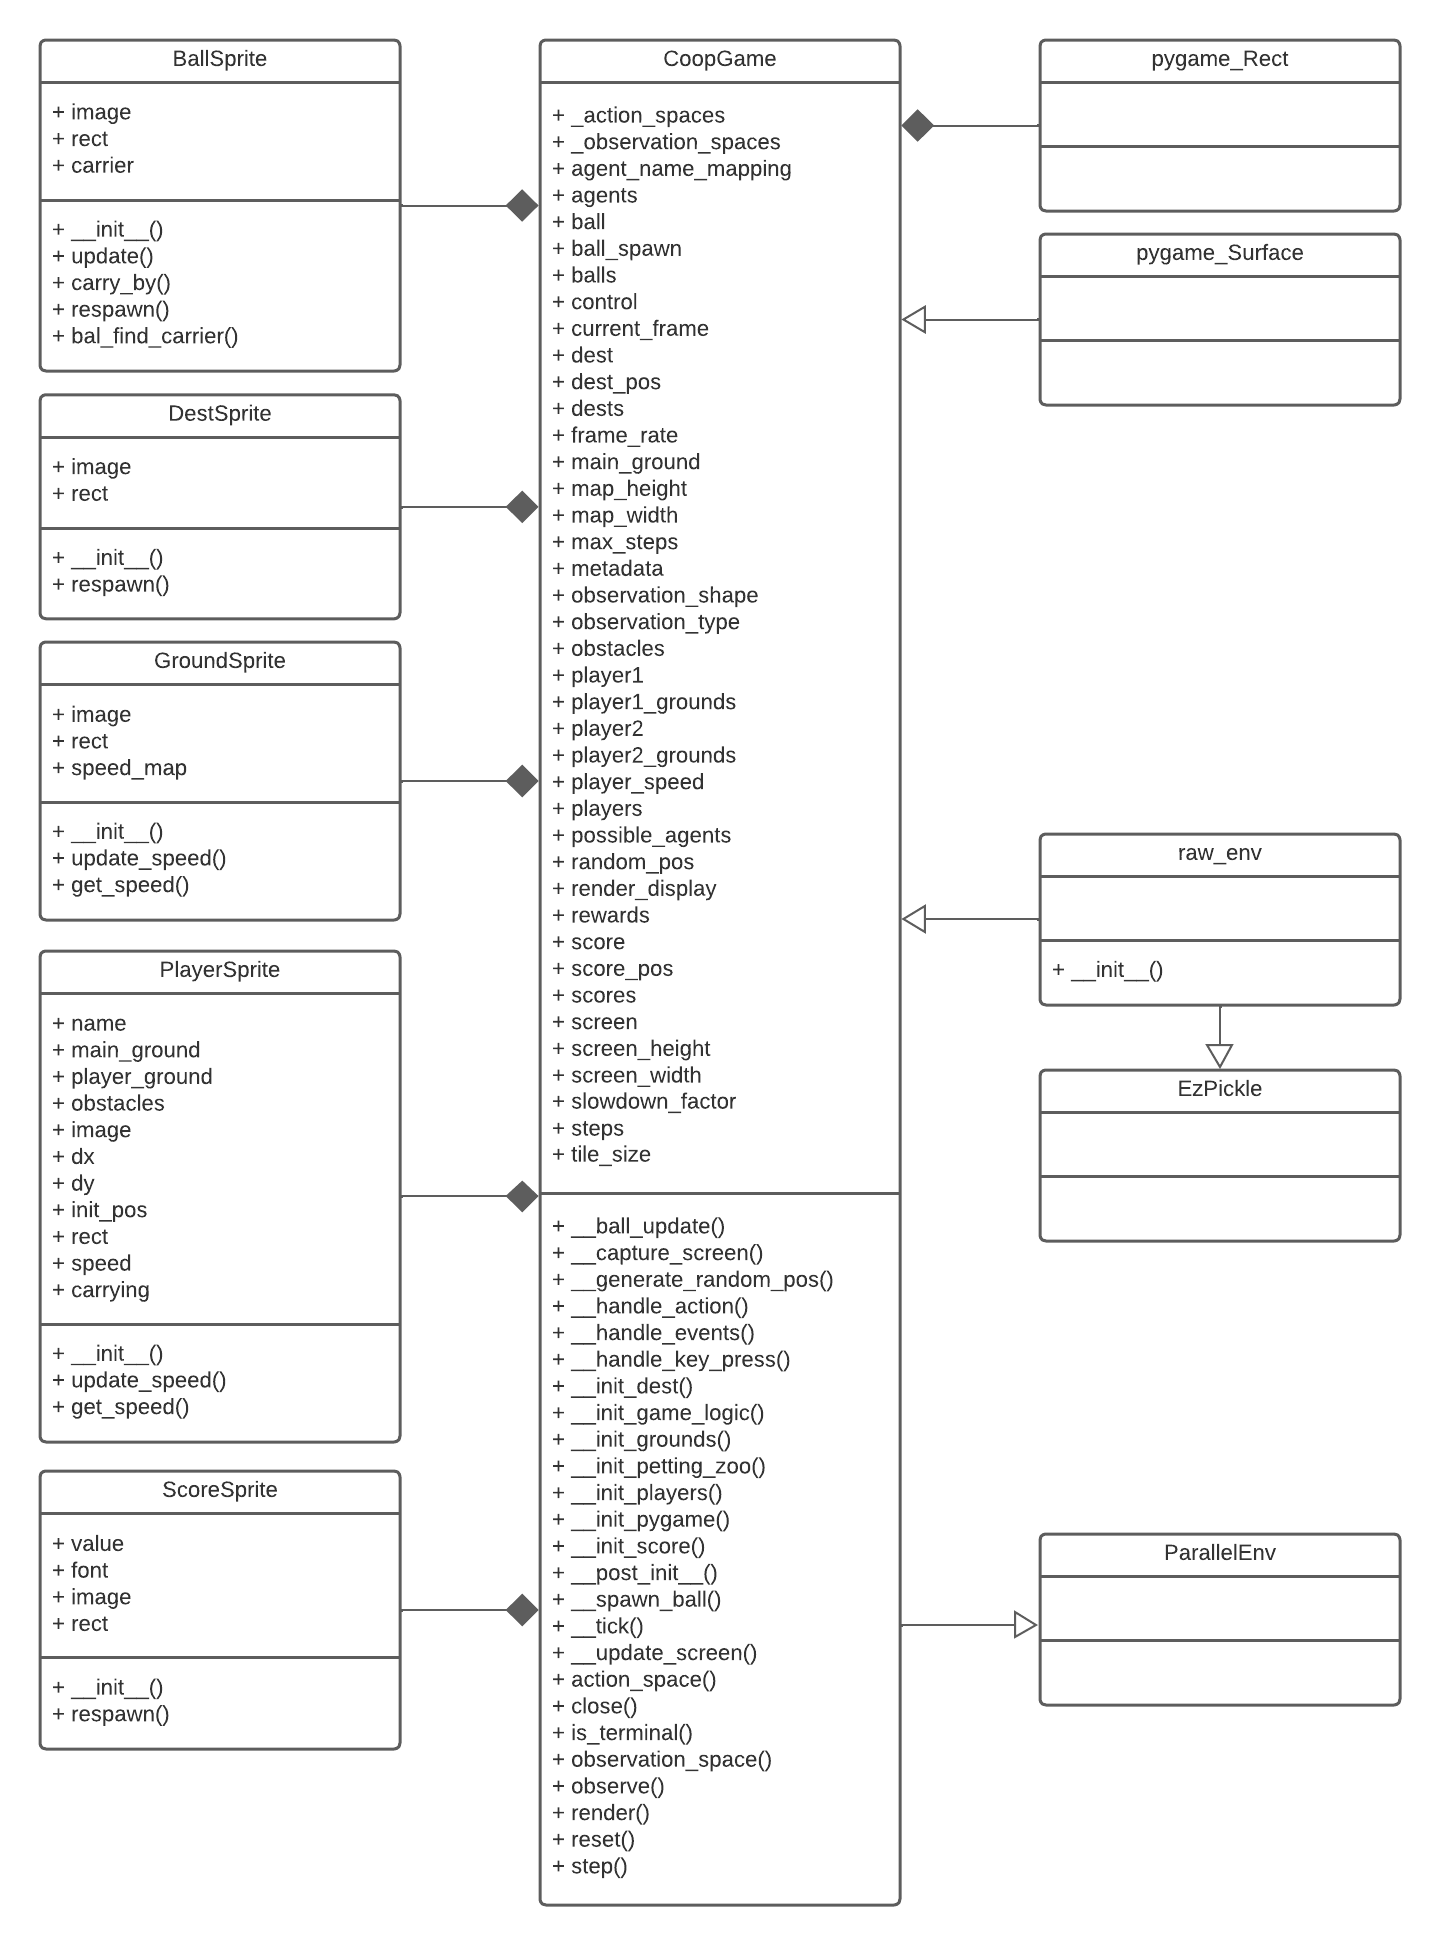 BallSprite
+ image
+ rect
+ carrier
+ __init__()
+ update()
+ carry_by()
+ respawn()
+ bal_find_carrier()
DestSprite
+ image
+ rect
+ __init__()
+ respawn()
GroundSprite
+ image
+ rect
+ speed_map
+ __init__()
+ update_speed()
+ get_speed()
PlayerSprite
+ name
+ main_ground
+ player_ground
+ obstacles
+ image
+ dx
+ dy
+ init_pos
+ rect
+ speed
+ carrying
+ __init__()
+ update_speed()
+ get_speed()
ScoreSprite
+ value
+ font
+ image
+ rect
+ __init__()
+ respawn()
CoopGame
+ _action_spaces
+ _observation_spaces
+ agent_name_mapping
+ agents
+ ball
+ ball_spawn
+ balls
+ control
+ current_frame
+ dest
+ dest_pos
+ dests
+ frame_rate
+ main_ground
+ map_height
+ map_width
+ max_steps
+ metadata
+ observation_shape
+ observation_type
+ obstacles
+ player1
+ player1_grounds
+ player2
+ player2_grounds
+ player_speed
+ players
+ possible_agents
+ random_pos
+ render_display
+ rewards
+ score
+ score_pos
+ scores
+ screen
+ screen_height
+ screen_width
+ slowdown_factor
+ steps
+ tile_size
+ __ball_update()
+ __capture_screen()
+ __generate_random_pos()
+ __handle_action()
+ __handle_events()
+ __handle_key_press()
+ __init_dest()
+ __init_game_logic()
+ __init_grounds()
+ __init_petting_zoo()
+ __init_players()
+ __init_pygame()
+ __init_score()
+ __post_init__()
+ __spawn_ball()
+ __tick()
+ __update_screen()
+ action_space()
+ close()
+ is_terminal()
+ observation_space()
+ observe()
+ render()
+ reset()
+ step()
pygame_Rect
pygame_Surface
raw_env
+ __init__()
EzPickle
ParallelEnv